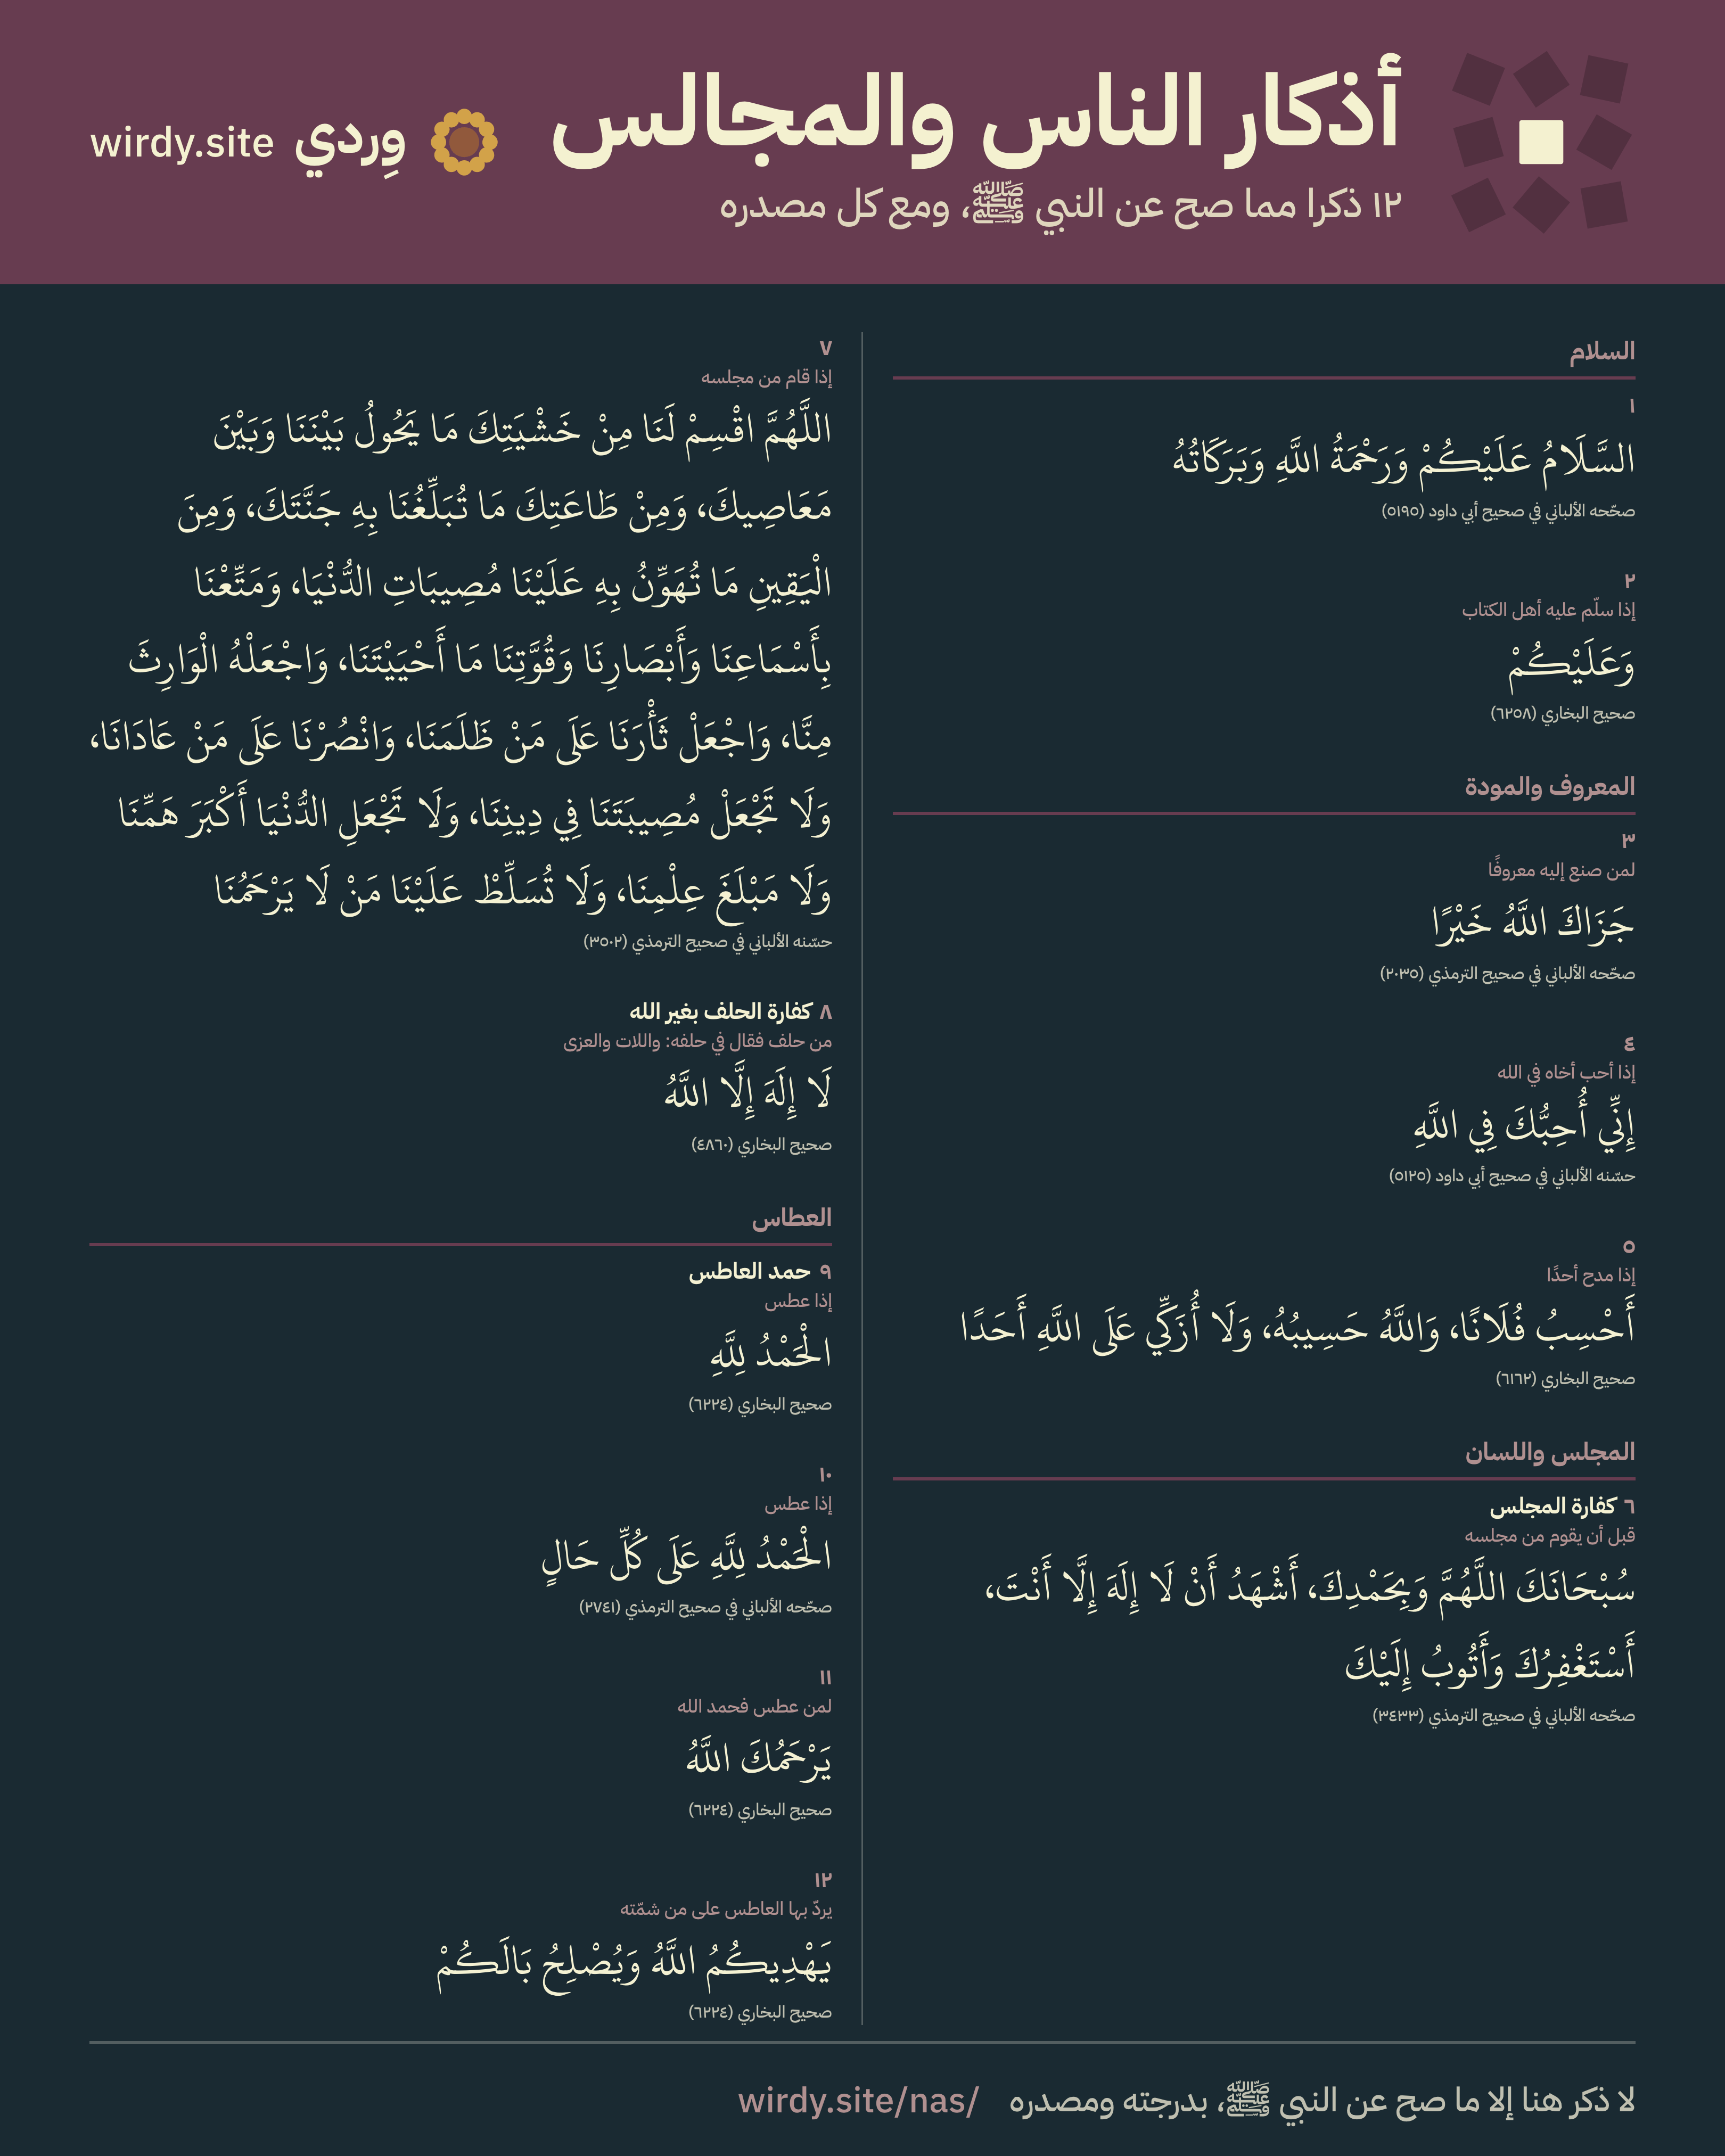 أذكار الناس والمجالس
١٢ ذكرا مما صح عن النبي ﷺ، ومع كل مصدره
وِردي wirdy.site
السلام
١
السَّلَامُ عَلَيْكُمْ وَرَحْمَةُ اللَّهِ وَبَرَكَاتُهُ
صحّحه الألباني في صحيح أبي داود (٥١٩٥)
٢
إذا سلّم عليه أهل الكتاب
وَعَلَيْكُمْ
صحيح البخاري (٦٢٥٨)
المعروف والمودة
٣
لمن صنع إليه معروفًا
جَزَاكَ اللَّهُ خَيْرًا
صحّحه الألباني في صحيح الترمذي (٢٠٣٥)
٤
إذا أحب أخاه في الله
إِنِّي أُحِبُّكَ فِي اللَّهِ
حسّنه الألباني في صحيح أبي داود (٥١٢٥)
٥
إذا مدح أحدًا
أَحْسِبُ فُلَانًا، وَاللَّهُ حَسِيبُهُ، وَلَا أُزَكِّي عَلَى اللَّهِ أَحَدًا
صحيح البخاري (٦١٦٢)
المجلس واللسان
٦ كفارة المجلس
قبل أن يقوم من مجلسه
سُبْحَانَكَ اللَّهُمَّ وَبِحَمْدِكَ، أَشْهَدُ أَنْ لَا إِلَهَ إِلَّا أَنْتَ،
أَسْتَغْفِرُكَ وَأَتُوبُ إِلَيْكَ
صحّحه الألباني في صحيح الترمذي (٣٤٣٣)
٧
إذا قام من مجلسه
اللَّهُمَّ اقْسِمْ لَنَا مِنْ خَشْيَتِكَ مَا يَحُولُ بَيْنَنَا وَبَيْنَ
مَعَاصِيكَ، وَمِنْ طَاعَتِكَ مَا تُبَلِّغُنَا بِهِ جَنَّتَكَ، وَمِنَ
الْيَقِينِ مَا تُهَوِّنُ بِهِ عَلَيْنَا مُصِيبَاتِ الدُّنْيَا، وَمَتِّعْنَا
بِأَسْمَاعِنَا وَأَبْصَارِنَا وَقُوَّتِنَا مَا أَحْيَيْتَنَا، وَاجْعَلْهُ الْوَارِثَ
مِنَّا، وَاجْعَلْ ثَأْرَنَا عَلَى مَنْ ظَلَمَنَا، وَانْصُرْنَا عَلَى مَنْ عَادَانَا،
وَلَا تَجْعَلْ مُصِيبَتَنَا فِي دِينِنَا، وَلَا تَجْعَلِ الدُّنْيَا أَكْبَرَ هَمِّنَا
وَلَا مَبْلَغَ عِلْمِنَا، وَلَا تُسَلِّطْ عَلَيْنَا مَنْ لَا يَرْحَمُنَا
حسّنه الألباني في صحيح الترمذي (٣٥٠٢)
٨ كفارة الحلف بغير الله
من حلف فقال في حلفه: واللات والعزى
لَا إِلَهَ إِلَّا اللَّهُ
صحيح البخاري (٤٨٦٠)
العطاس
٩ حمد العاطس
إذا عطس
الْحَمْدُ لِلَّهِ
صحيح البخاري (٦٢٢٤)
١٠
إذا عطس
الْحَمْدُ لِلَّهِ عَلَى كُلِّ حَالٍ
صحّحه الألباني في صحيح الترمذي (٢٧٤١)
١١
لمن عطس فحمد الله
يَرْحَمُكَ اللَّهُ
صحيح البخاري (٦٢٢٤)
١٢
يردّ بها العاطس على من شمّته
يَهْدِيكُمُ اللَّهُ وَيُصْلِحُ بَالَكُمْ
صحيح البخاري (٦٢٢٤)
لا ذكر هنا إلا ما صح عن النبي ﷺ، بدرجته ومصدره wirdy.site/nas/